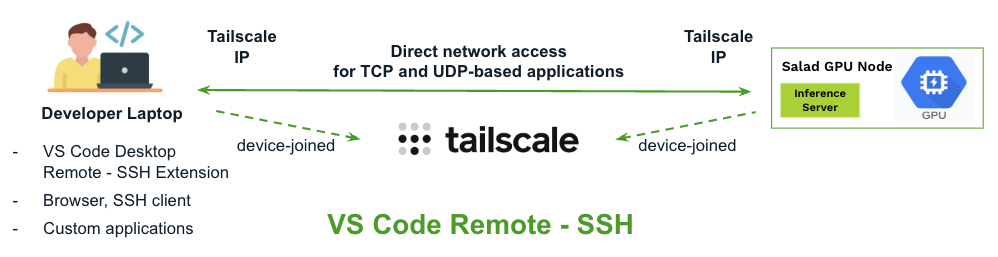 Tailscale
IP
Direct network access
for TCP and UDP-based applications
Tailscale
IP
Salad GPU Node
Inference
Server
GPU
</>
Developer Laptop
device-joined
tailscale
device-joined
- VS Code Desktop
Remote - SSH Extension
- Browser, SSH client
- Custom applications
VS Code Remote - SSH